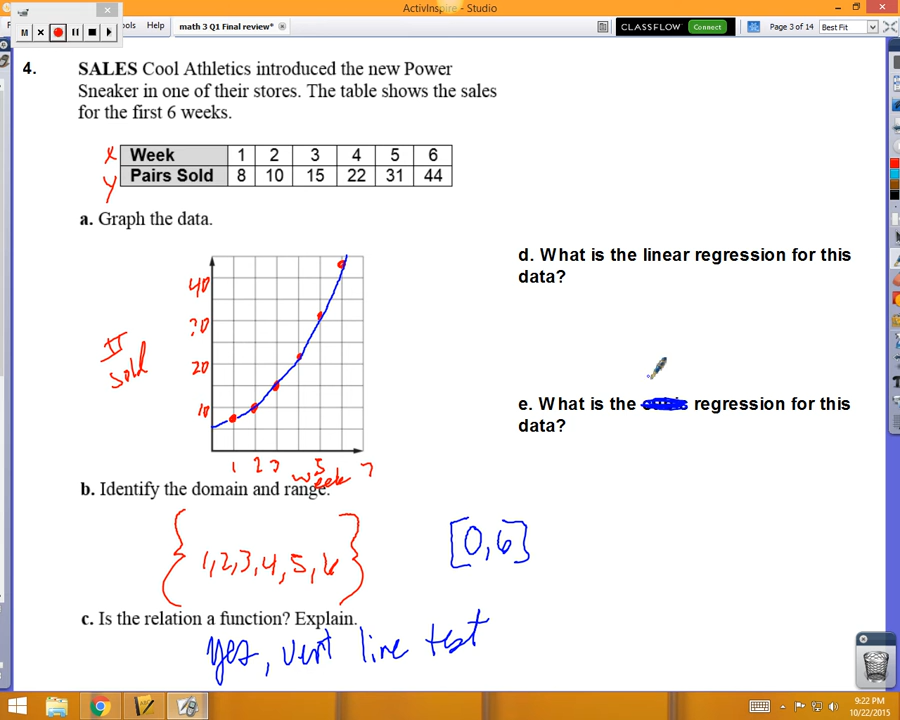 ActivInspire - Studio
ols Help math 3 Q1 Final review* CLASSFLOW Connect Page 3 of 14 Best Fit
4. SALES Cool Athletics introduced the new Power
Sneaker in one of their stores. The table shows the sales
for the first 6 weeks.
x Week 1 2 3 4 5 6
y Pairs Sold 8 10 15 22 31 44
a. Graph the data.
d. What is the linear regression for this
data?
40
30
20
10
sold
1 2 3 5 7
week
e. What is the regression for this
data?
b. Identify the domain and range.
{1,2,3,4,5,6}
[0,6]
c. Is the relation a function? Explain.
yes, vert line test
9:22 PM
10/22/2015